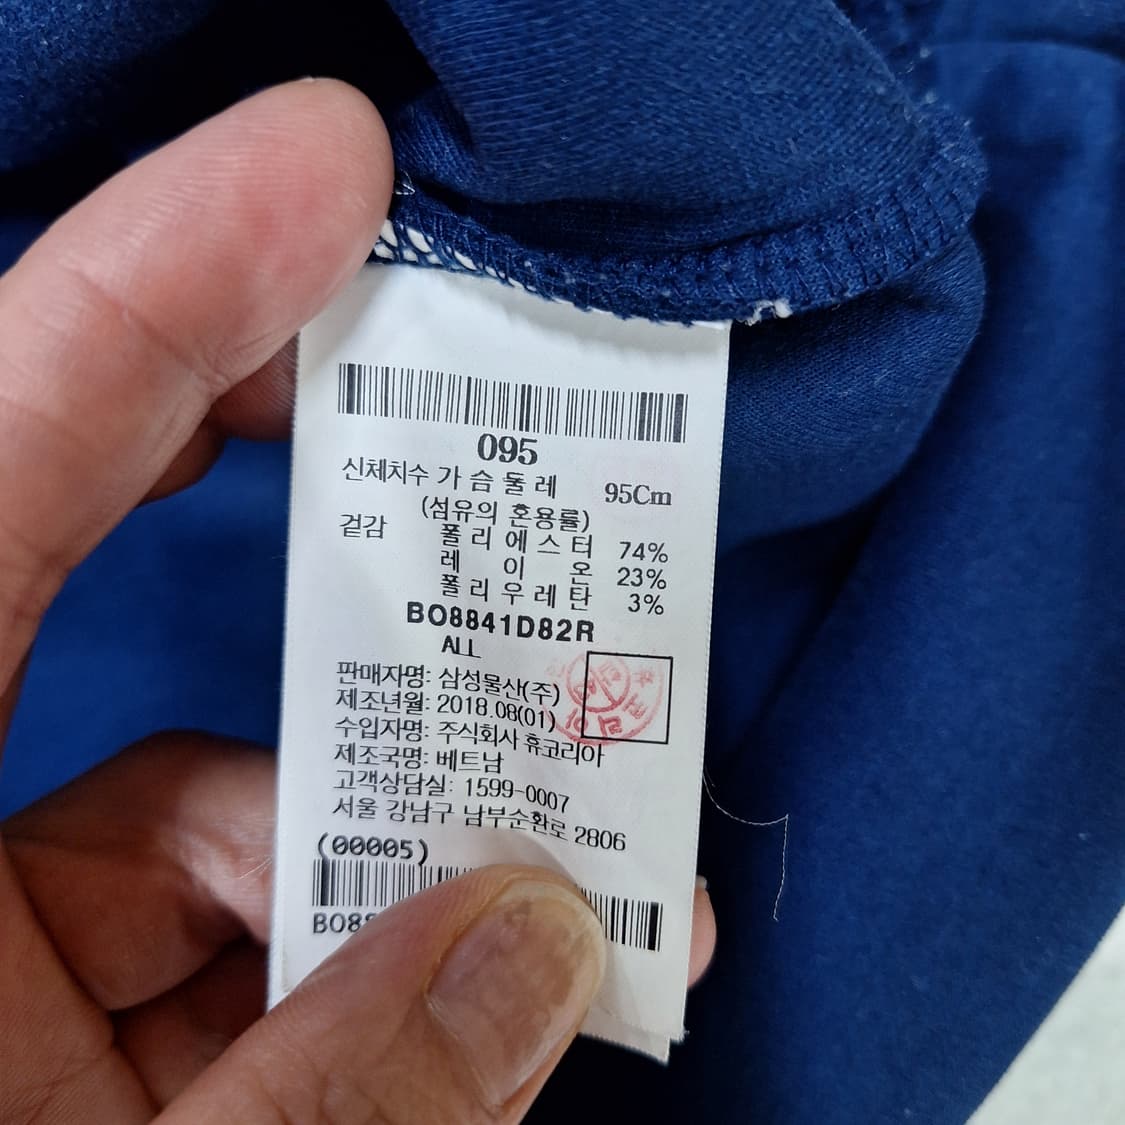 095
신체치수 가 슴 둘 레 95Cm
(섬유의 혼용률)
겉감 폴 리 에 스 터 74%
레 이 온 23%
폴 리 우 레 탄 3%
BO8841D82R
ALL
판매자명: 삼성물산(주)
제조년월: 2018.08(01)
수입자명: 주식회사 휴코리아
제조국명: 베트남
고객상담실: 1599-0007
서울 강남구 남부순환로 2806
(00005)